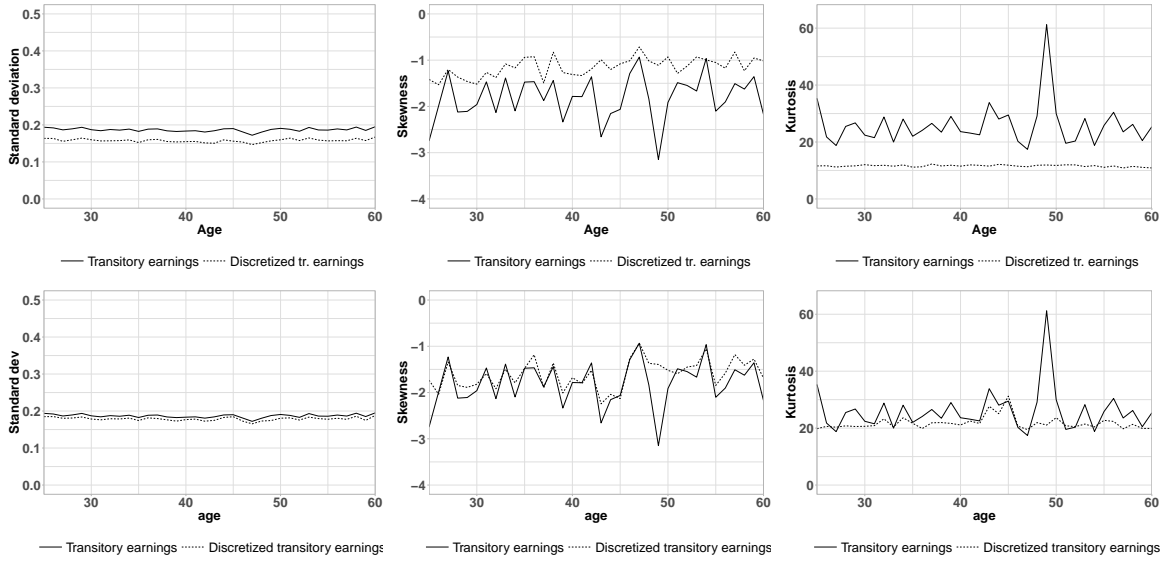 Standard deviation
0.5
0.4
0.3
0.2
0.1
0.0
30 40 50 60
Age
Transitory earnings Discretized tr. earnings
Skewness
0
−1
−2
−3
−4
30 40 50 60
Age
Transitory earnings Discretized tr. earnings
Kurtosis
60
40
20
0
30 40 50 60
Age
Transitory earnings Discretized tr. earnings
Standard dev
0.5
0.4
0.3
0.2
0.1
0.0
30 40 50 60
age
Transitory earnings Discretized transitory earnings
Skewness
0
−1
−2
−3
−4
30 40 50 60
age
Transitory earnings Discretized transitory earnings
Kurtosis
60
40
20
0
30 40 50 60
age
Transitory earnings Discretized transitory earnings